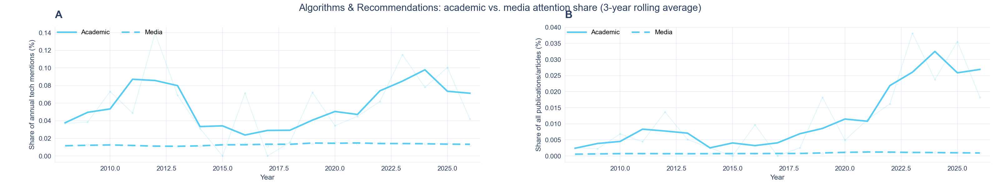 Algorithms & Recommendations: academic vs. media attention share (3-year rolling average)
A
Academic
Media
Share of annual tech mentions (%)
0.14
0.12
0.10
0.08
0.06
0.04
0.02
0.00
2010.0
2012.5
2015.0
2017.5
2020.0
2022.5
2025.0
Year
B
Academic
Media
Share of all publications/articles (%)
0.040
0.035
0.030
0.025
0.020
0.015
0.010
0.005
0.000
2010.0
2012.5
2015.0
2017.5
2020.0
2022.5
2025.0
Year